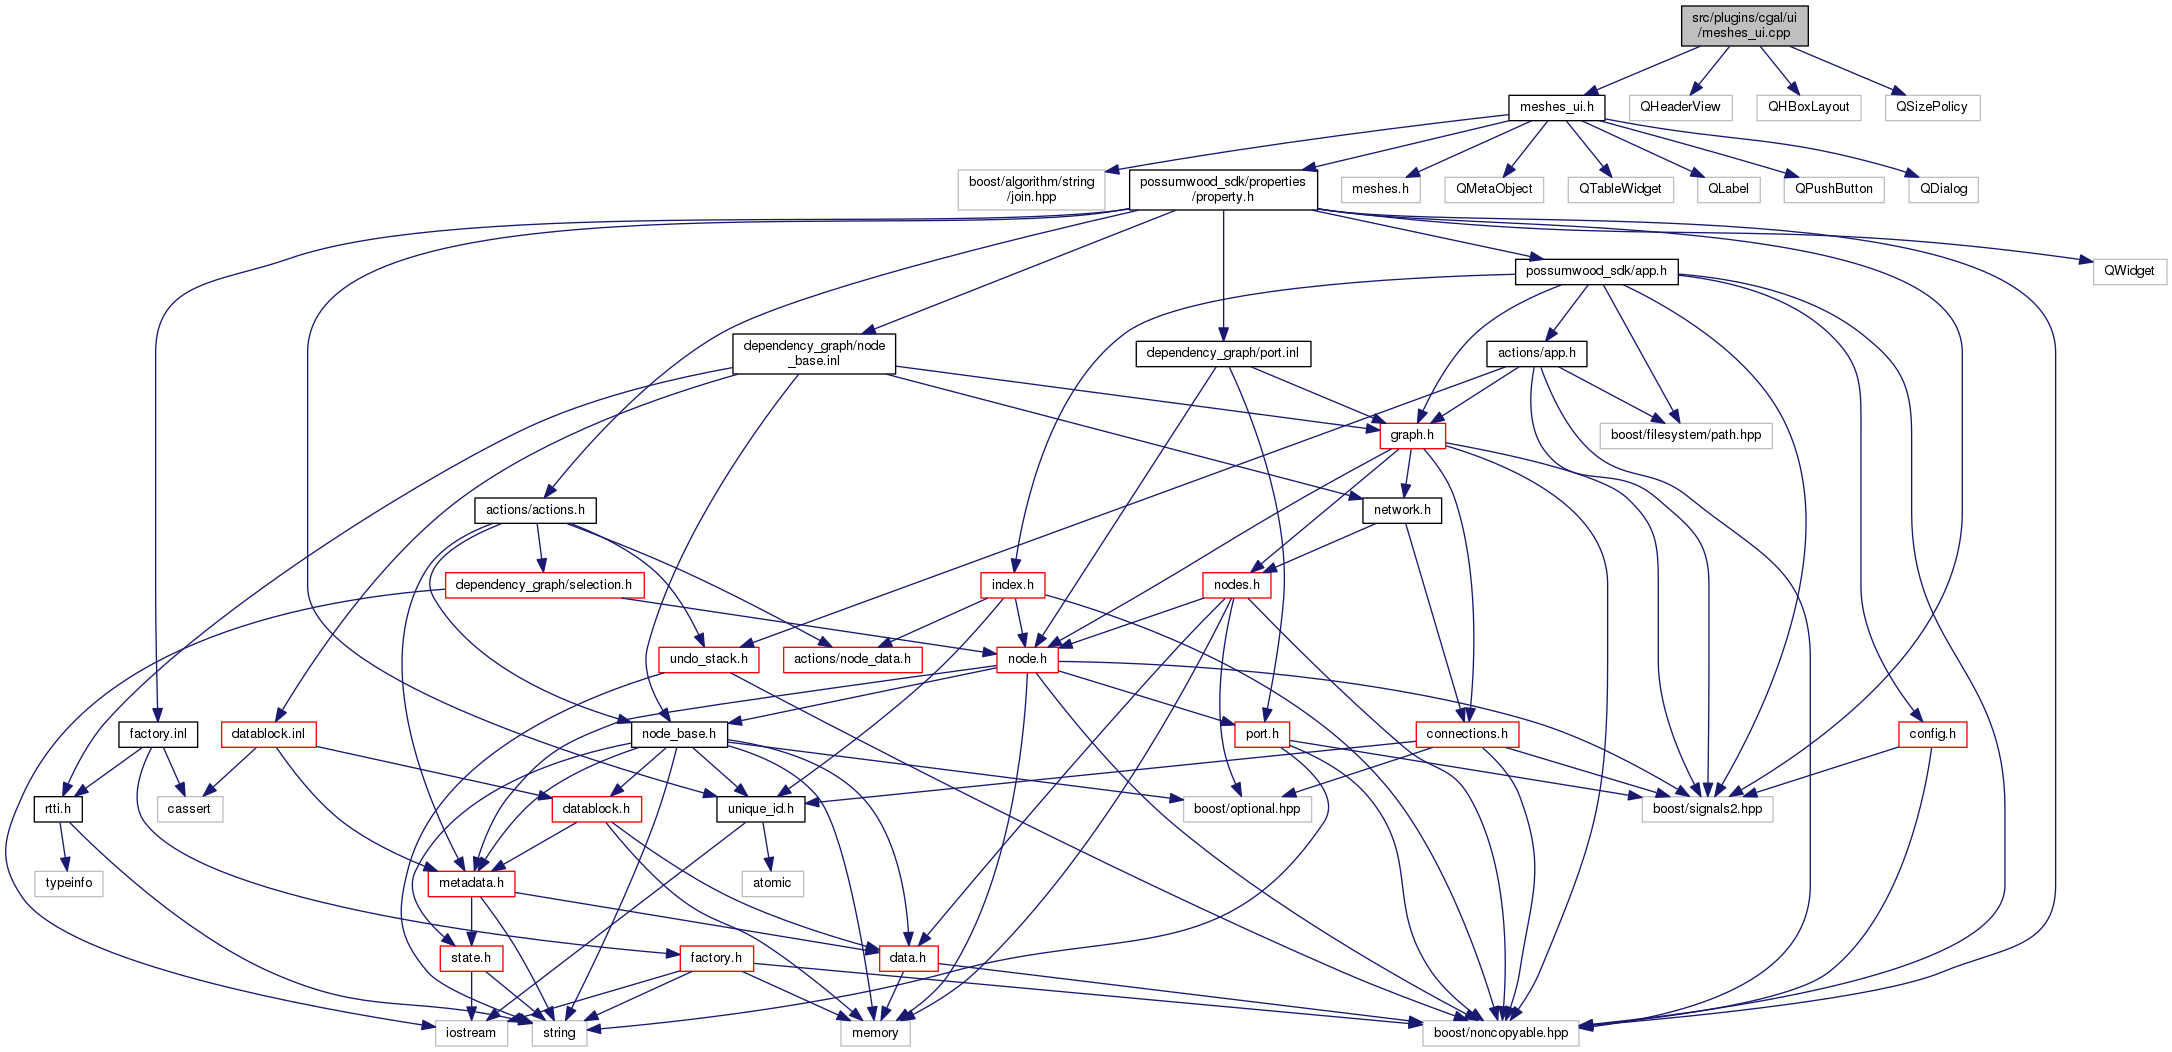 src/plugins/cgal/ui
/meshes_ui.cpp
meshes_ui.h
QHeaderView
QHBoxLayout
QSizePolicy
boost/algorithm/string
/join.hpp
possumwood_sdk/properties
/property.h
meshes.h
QMetaObject
QTableWidget
QLabel
QPushButton
QDialog
possumwood_sdk/app.h
QWidget
dependency_graph/node
_base.inl
dependency_graph/port.inl
actions/app.h
graph.h
boost/filesystem/path.hpp
actions/actions.h
network.h
dependency_graph/selection.h
index.h
nodes.h
undo_stack.h
actions/node_data.h
node.h
factory.inl
datablock.inl
node_base.h
port.h
connections.h
config.h
rtti.h
cassert
datablock.h
unique_id.h
boost/optional.hpp
boost/signals2.hpp
typeinfo
metadata.h
atomic
state.h
factory.h
data.h
iostream
string
memory
boost/noncopyable.hpp